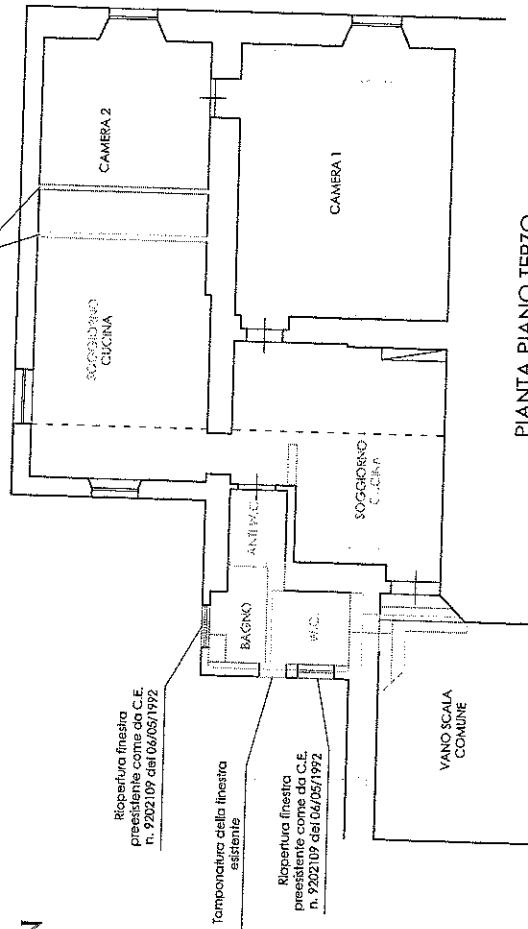 N
Riapertura finestra
preesistente come da C.E.
n. 9202109 del 06/05/1992
Tamponatura della finestra
esistente
Riapertura finestra
preesistente come da C.E.
n. 9202109 del 06/05/1992
SOGGIORNO
CUCINA
CAMERA 2
BAGNO
ANTI W.C.
W.C.
SOGGIORNO
CUCINA
CAMERA 1
VANO SCALA
COMUNE
PIANTA PIANO TERZO